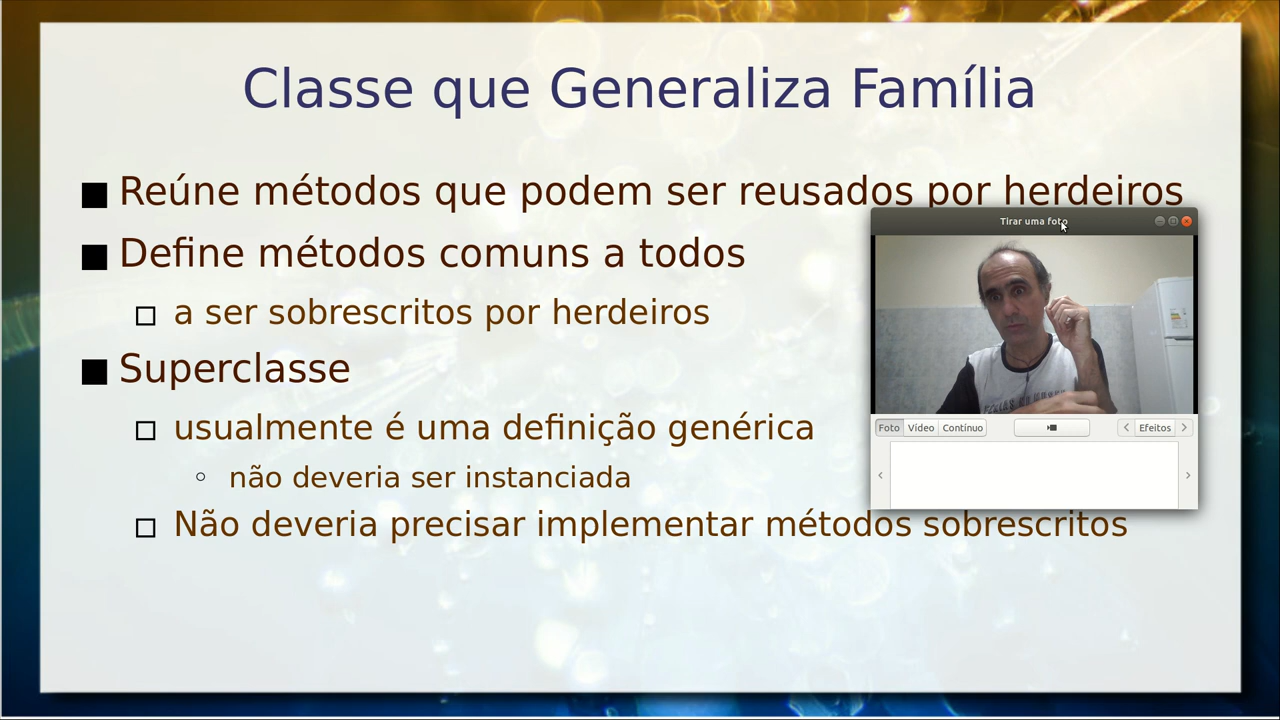 Classe que Generaliza Família
Reúne métodos que podem ser reusados por herdeiros
Define métodos comuns a todos
a ser sobrescritos por herdeiros
Superclasse
usualmente é uma definição genérica
não deveria ser instanciada
Não deveria precisar implementar métodos sobrescritos
Tirar uma foto
Foto Vídeo Contínuo Efeitos